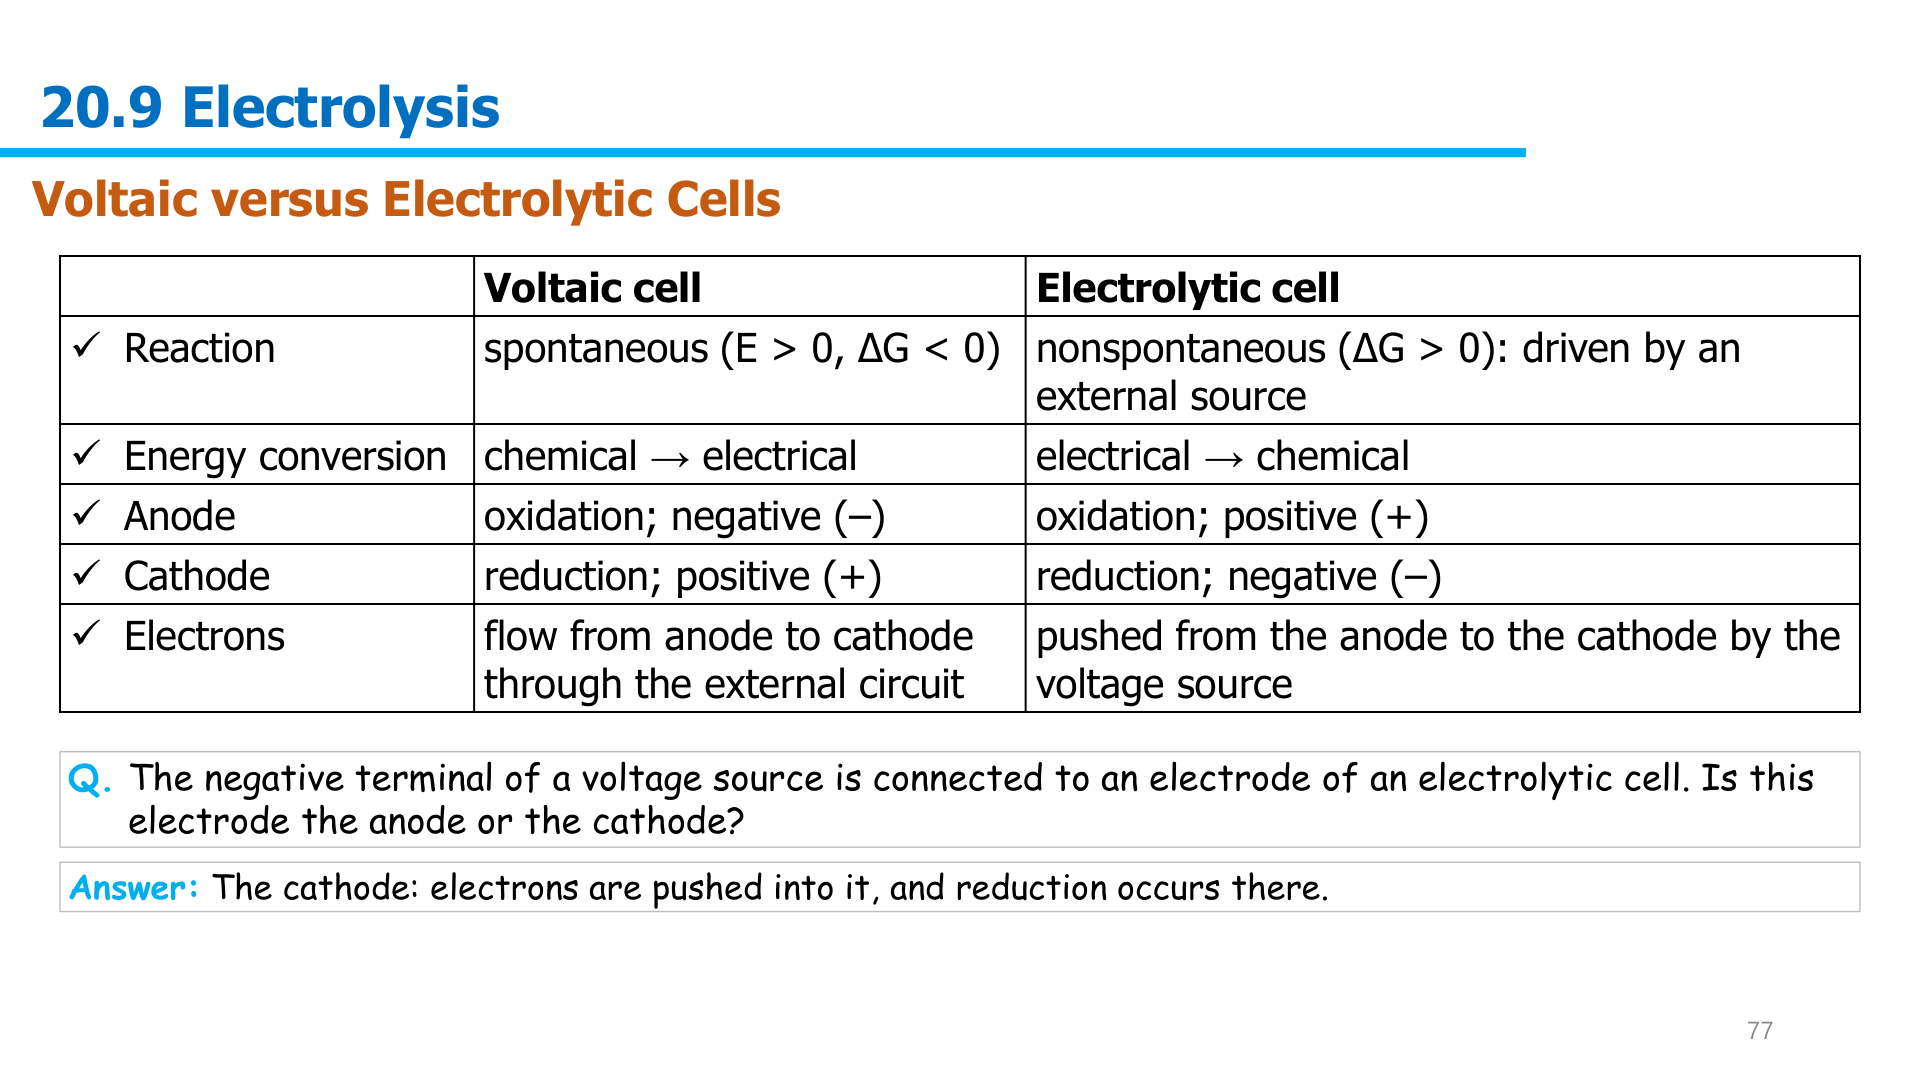 20.9 Electrolysis
Voltaic versus Electrolytic Cells
Voltaic cell Electrolytic cell
✓ Reaction spontaneous (E > 0, ΔG < 0) nonspontaneous (ΔG > 0): driven by an
external source
✓ Energy conversion chemical → electrical electrical → chemical
✓ Anode oxidation; negative (–) oxidation; positive (+)
✓ Cathode reduction; positive (+) reduction; negative (–)
✓ Electrons flow from anode to cathode pushed from the anode to the cathode by the
through the external circuit voltage source
Q. The negative terminal of a voltage source is connected to an electrode of an electrolytic cell. Is this
electrode the anode or the cathode?
Answer: The cathode: electrons are pushed into it, and reduction occurs there.
77